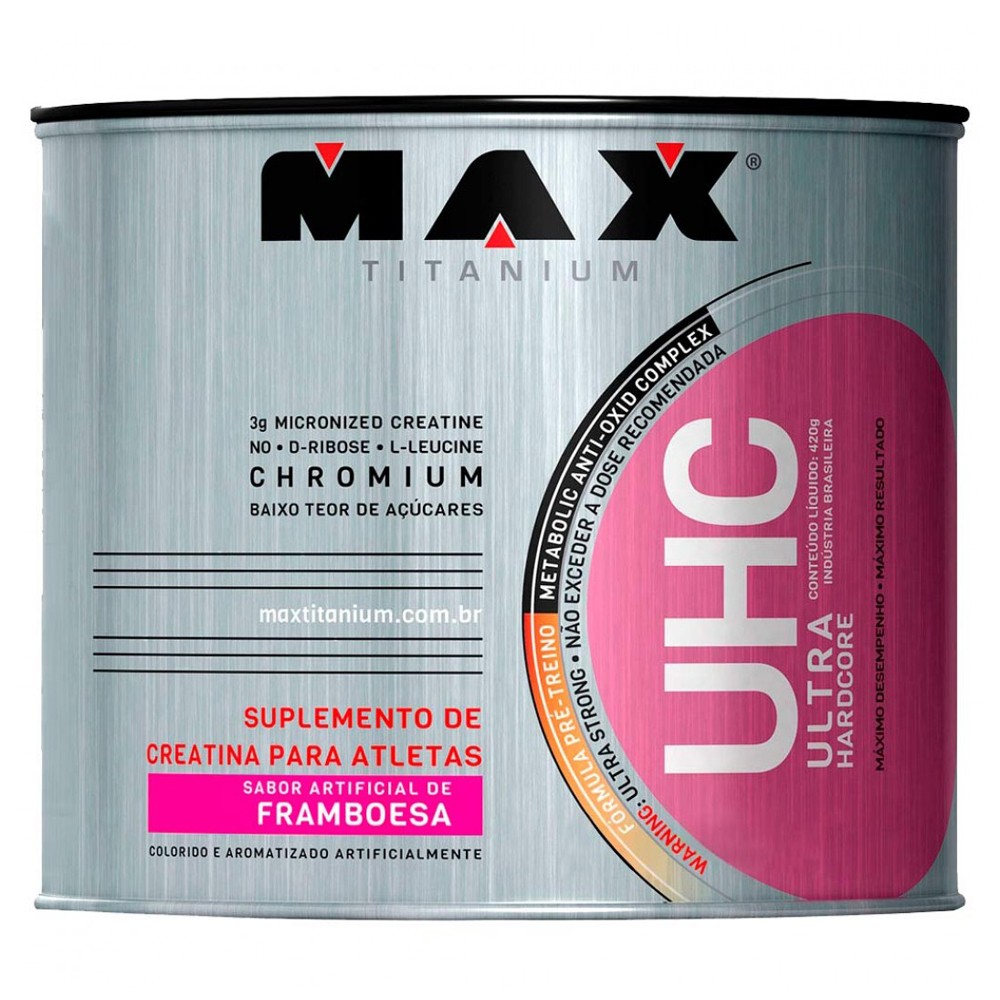 MAX®
TITANIUM
3g MICRONIZED CREATINE
NO • D-RIBOSE • L-LEUCINE
CHROMIUM
BAIXO TEOR DE AÇÚCARES
maxtitanium.com.br
SUPLEMENTO DE
CREATINA PARA ATLETAS
SABOR ARTIFICIAL DE
FRAMBOESA
COLORIDO E AROMATIZADO ARTIFICIALMENTE
FÓRMULA PRÉ-TREINO METABOLIC ANTI-OXID COMPLEX
WARNING: ULTRA STRONG • NÃO EXCEDER A DOSE RECOMENDADA
UHC
ULTRA
HARDCORE
CONTEÚDO LÍQUIDO: 420g
INDÚSTRIA BRASILEIRA
MÁXIMO DESEMPENHO • MÁXIMO RESULTADO